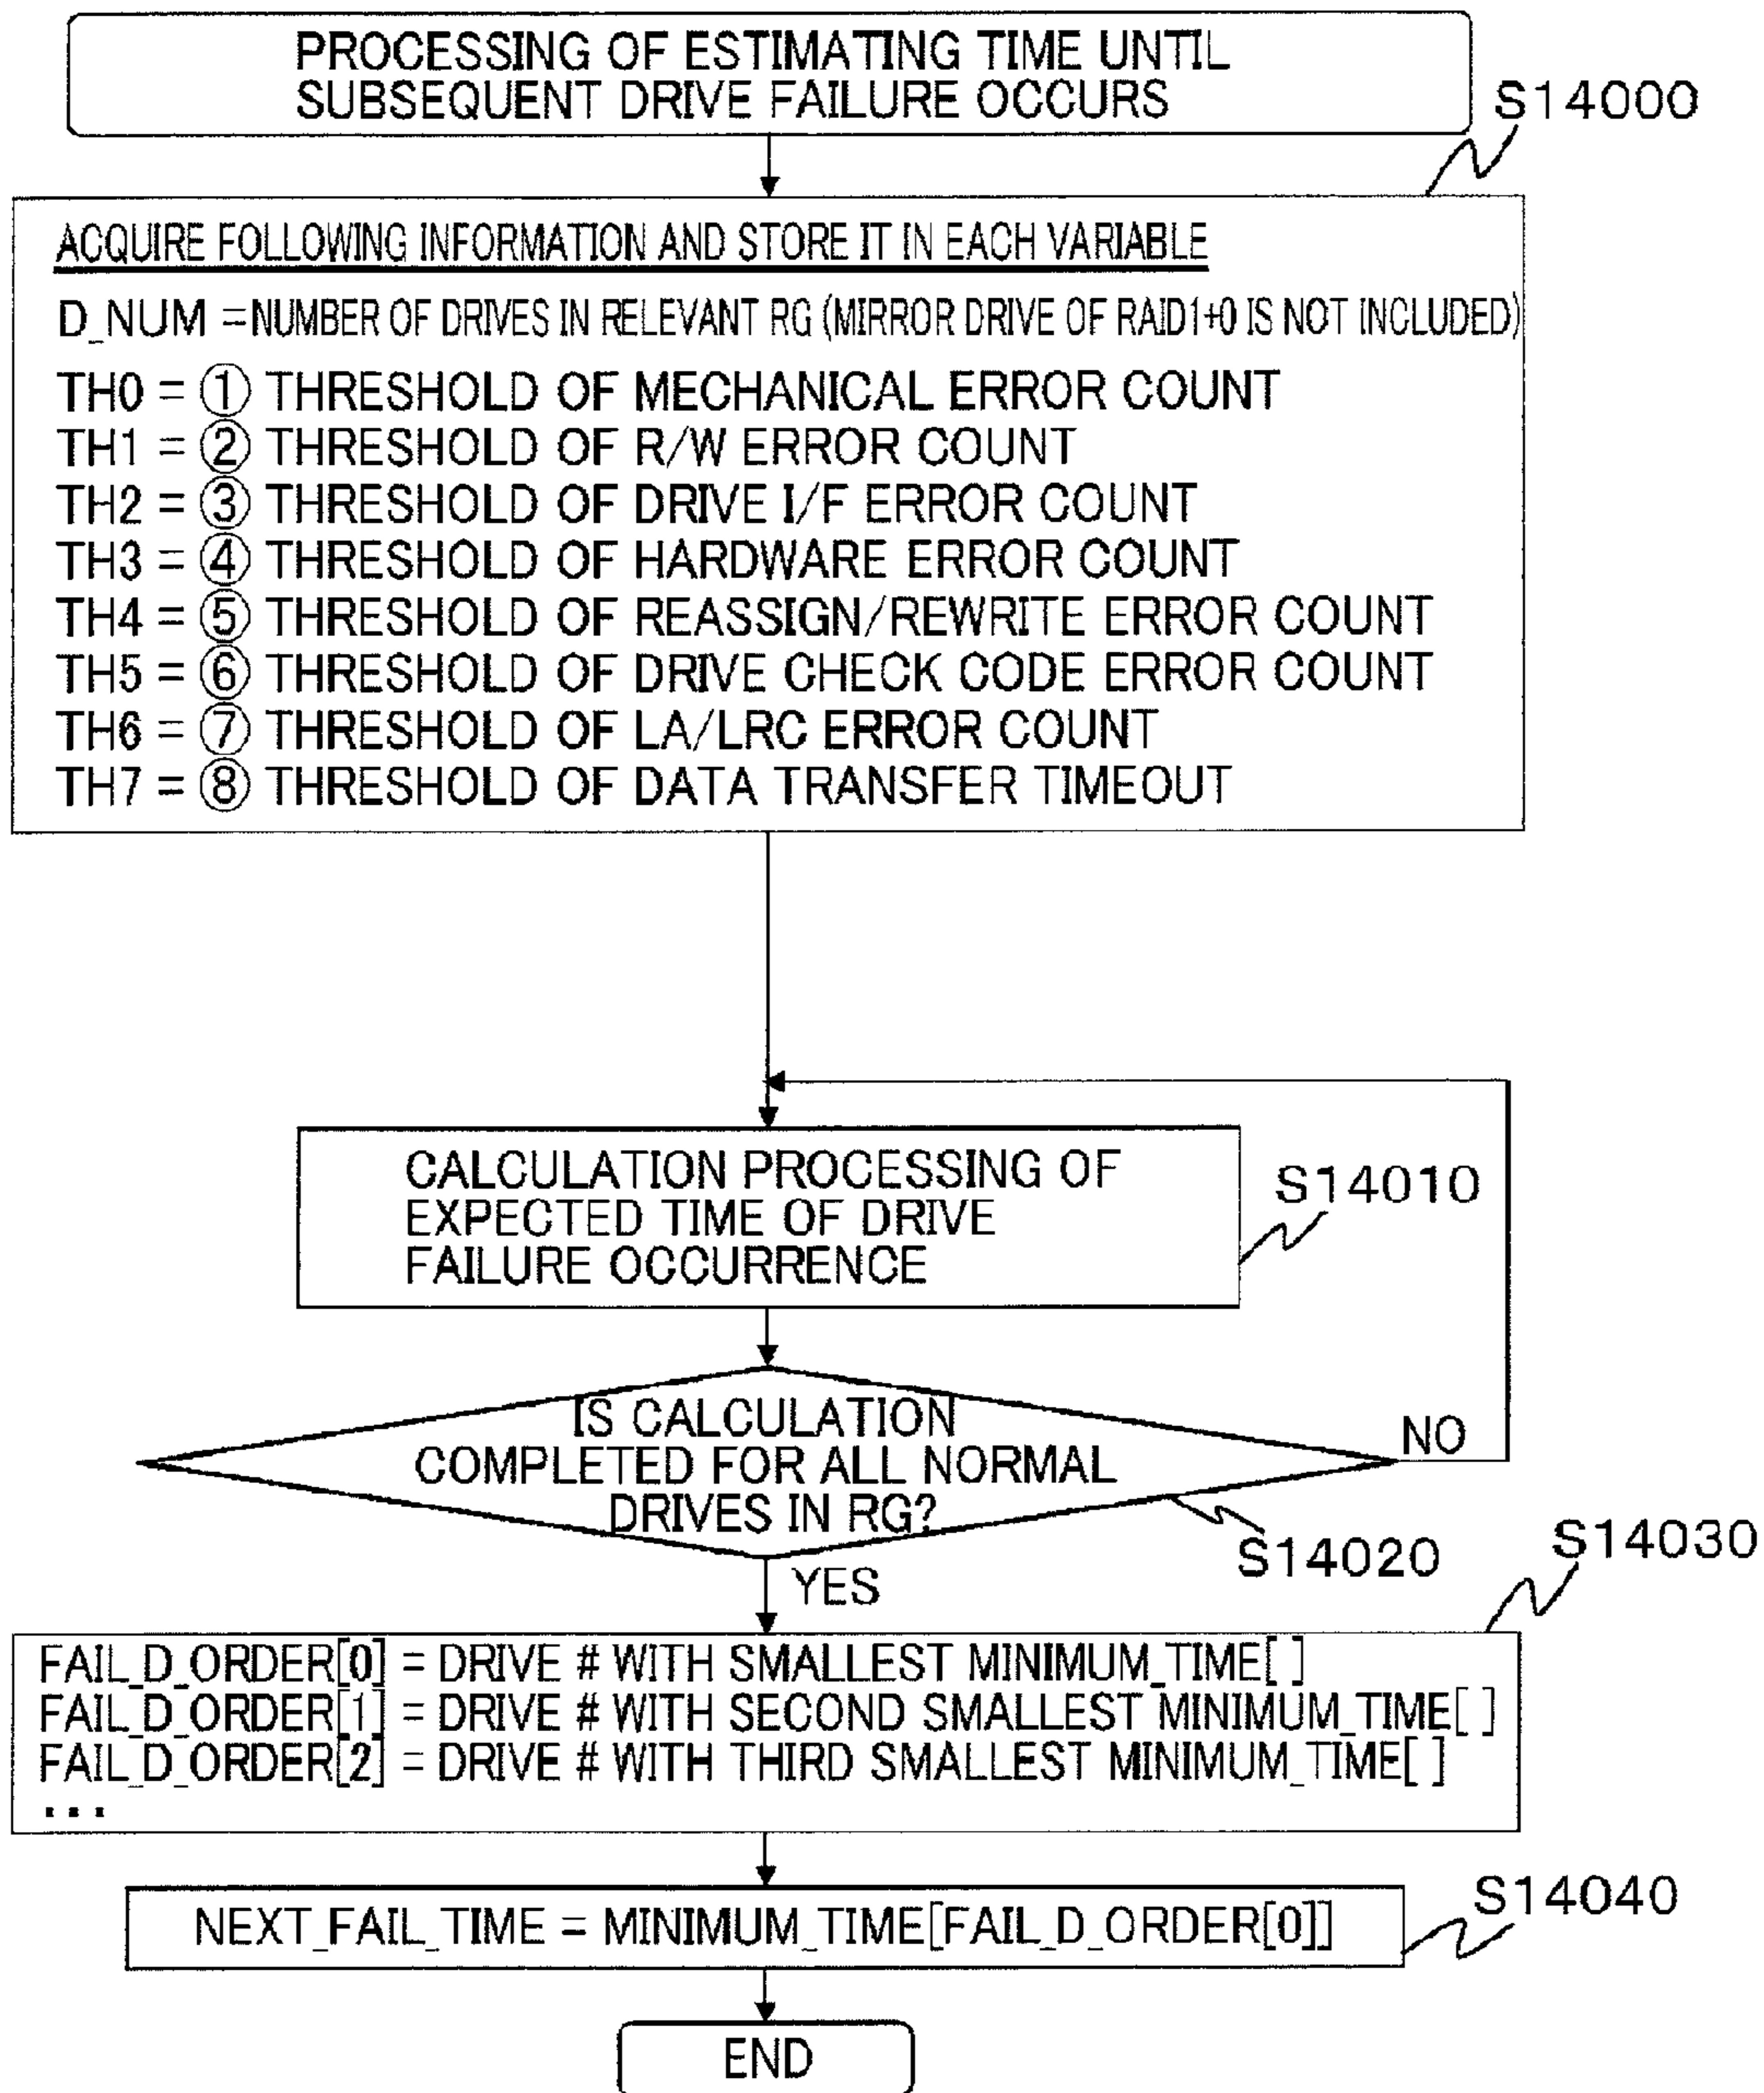 PROCESSING OF ESTIMATING TIME UNTIL
SUBSEQUENT DRIVE FAILURE OCCURS
S14000
ACQUIRE FOLLOWING INFORMATION AND STORE IT IN EACH VARIABLE
D_NUM =NUMBER OF DRIVES IN RELEVANT RG (MIRROR DRIVE OF RAID1+0 IS NOT INCLUDED)
TH0 = ① THRESHOLD OF MECHANICAL ERROR COUNT
TH1 = ② THRESHOLD OF R/W ERROR COUNT
TH2 = ③ THRESHOLD OF DRIVE I/F ERROR COUNT
TH3 = ④ THRESHOLD OF HARDWARE ERROR COUNT
TH4 = ⑤ THRESHOLD OF REASSIGN/REWRITE ERROR COUNT
TH5 = ⑥ THRESHOLD OF DRIVE CHECK CODE ERROR COUNT
TH6 = ⑦ THRESHOLD OF LA/LRC ERROR COUNT
TH7 = ⑧ THRESHOLD OF DATA TRANSFER TIMEOUT
CALCULATION PROCESSING OF
EXPECTED TIME OF DRIVE
FAILURE OCCURRENCE
S14010
IS CALCULATION
COMPLETED FOR ALL NORMAL
DRIVES IN RG?
NO
S14020
YES
S14030
FAIL_D_ORDER[0] = DRIVE # WITH SMALLEST MINIMUM_TIME[ ]
FAIL_D_ORDER[1] = DRIVE # WITH SECOND SMALLEST MINIMUM_TIME[ ]
FAIL_D_ORDER[2] = DRIVE # WITH THIRD SMALLEST MINIMUM_TIME[ ]
...
NEXT_FAIL_TIME = MINIMUM_TIME[FAIL_D_ORDER[0]]
S14040
END